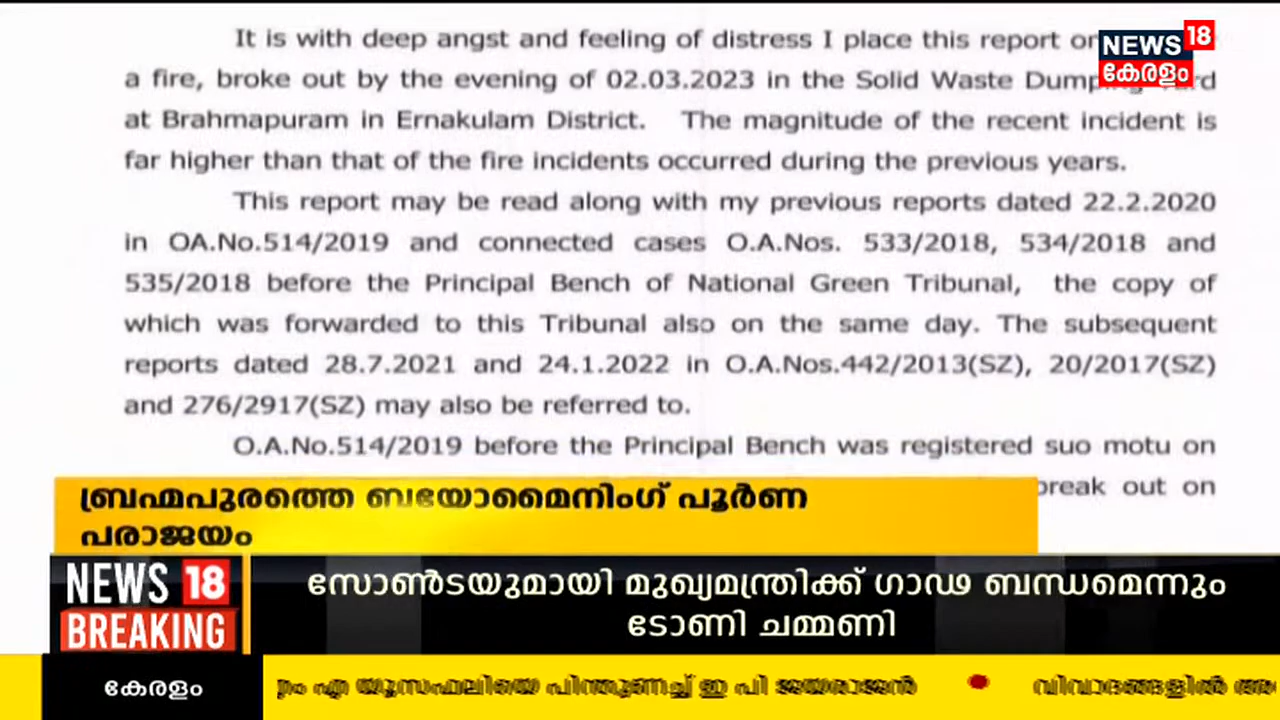 It is with deep angst and feeling of distress I place this report on
a fire, broke out by the evening of 02.03.2023 in the Solid Waste Dumping Yard
at Brahmapuram in Ernakulam District. The magnitude of the recent incident is
far higher than that of the fire incidents occurred during the previous years.
This report may be read along with my previous reports dated 22.2.2020
in OA.No.514/2019 and connected cases O.A.Nos. 533/2018, 534/2018 and
535/2018 before the Principal Bench of National Green Tribunal, the copy of
which was forwarded to this Tribunal also on the same day. The subsequent
reports dated 28.7.2021 and 24.1.2022 in O.A.Nos.442/2013(SZ), 20/2017(SZ)
and 276/2917(SZ) may also be referred to.
O.A.No.514/2019 before the Principal Bench was registered suo motu on
break out on
NEWS 18
കേരളം
ബ്രഹ്മപുരത്തെ ബയോമൈനിംഗ് പൂർണ
പരാജയം
NEWS 18
BREAKING
സോൺടയുമായി മുഖ്യമന്ത്രിക്ക് ഗാഢ ബന്ധമെന്നും
ടോണി ചമ്മണി
കേരളം
എം എ യൂസഫലിയെ പിന്തുണച്ച് ഇ പി ജയരാജൻ
വിവാദങ്ങളിൽ